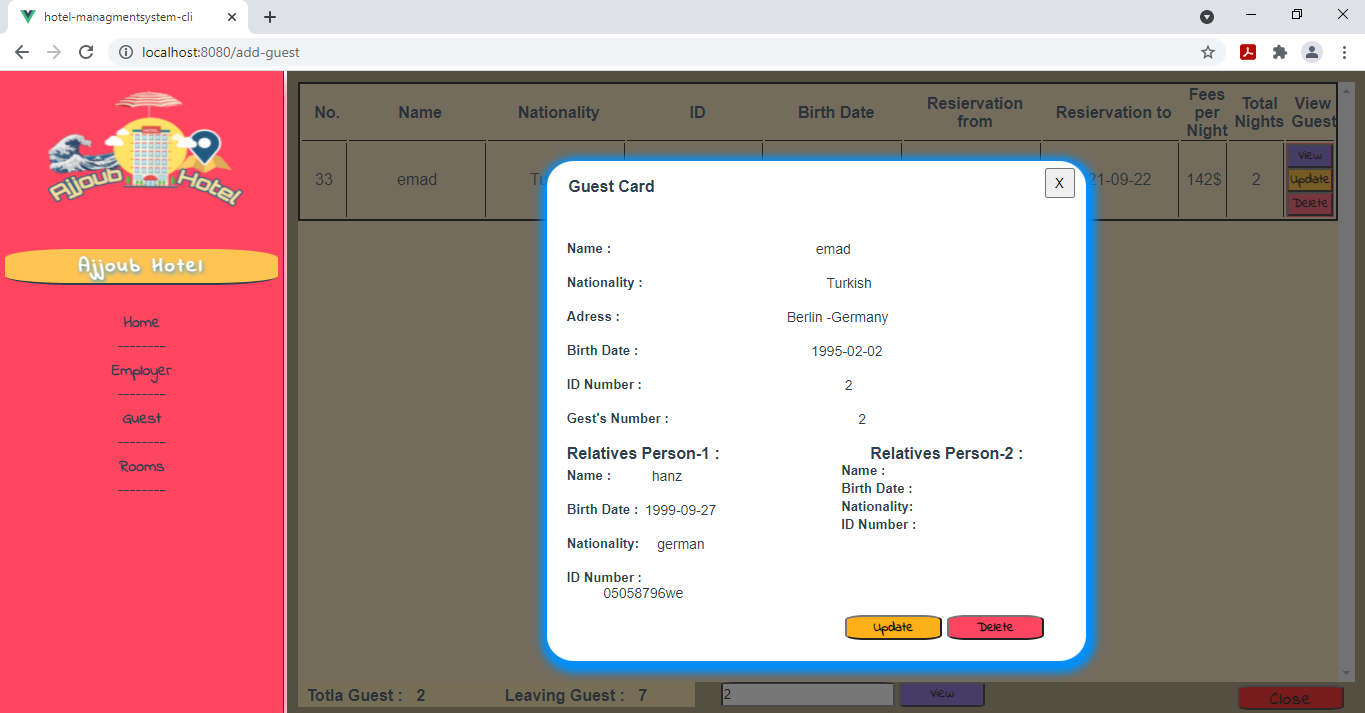 hotel-managmentsystem-cli
localhost:8080/add-guest
HOTEL
Ajjoub Hotel
Ajjoub Hotel
Home
--------
Employer
--------
Guest
--------
Rooms
--------
No. Name Nationality ID Birth Date Resiervation from Resiervation to Fees per Night Total Nights View Guest
33 emad Tu 21-09-22 142$ 2 View
Update
Delete
Guest Card X
Name : emad
Nationality : Turkish
Adress : Berlin -Germany
Birth Date : 1995-02-02
ID Number : 2
Gest's Number : 2
Relatives Person-1 :
Name : hanz
Birth Date : 1999-09-27
Nationality: german
ID Number :
05058796we
Relatives Person-2 :
Name :
Birth Date :
Nationality:
ID Number :
Update Delete
Totla Guest : 2 Leaving Guest : 7 2 View Close